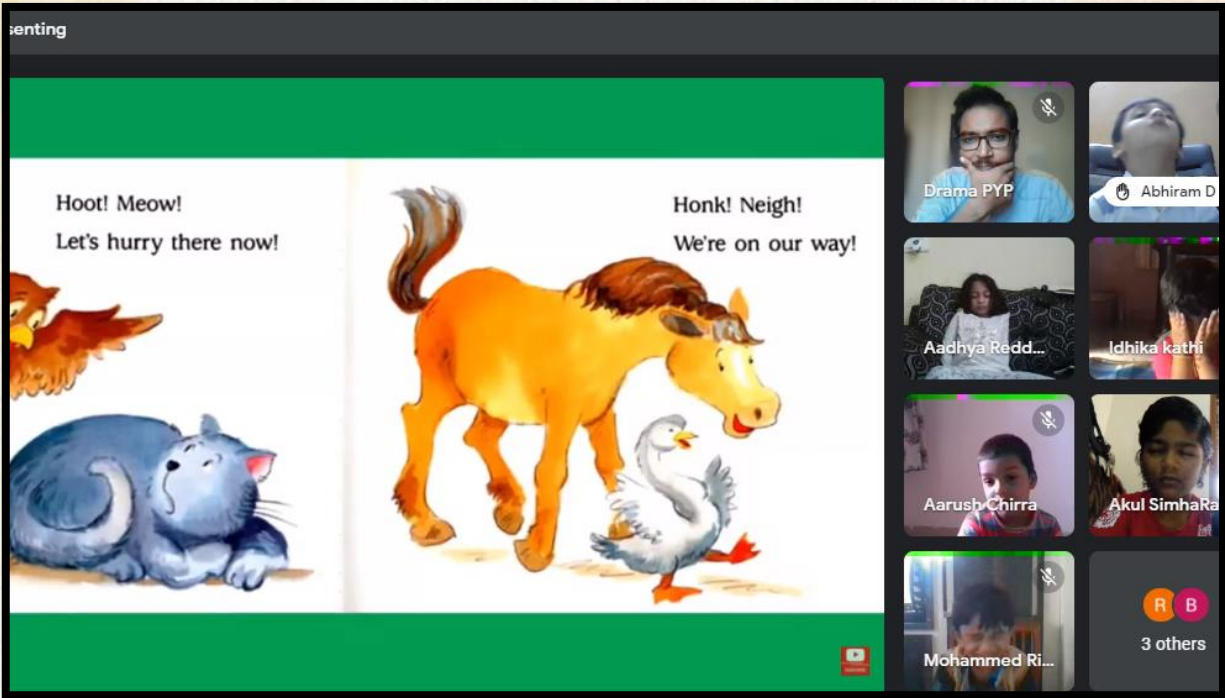 senting
Hoot! Meow!
Let's hurry there now!
Honk! Neigh!
We're on our way!
Drama PYP
Abhiram D
Aadhya Redd...
Idhika kathi
Aarush Chirra
Akul SimhaRa
Mohammed Ri...
R B
3 others